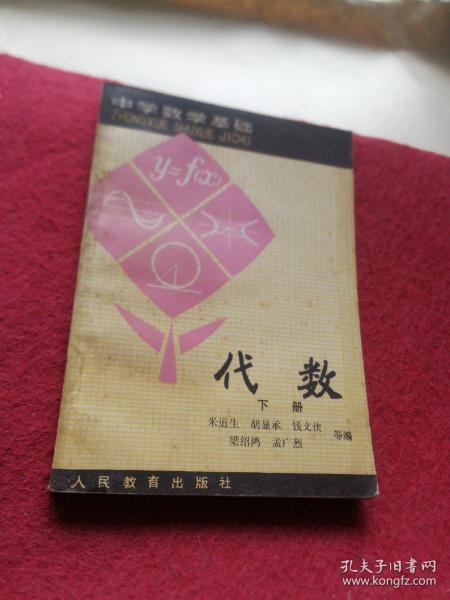 中学数学基础
ZHONGXUE SHUXUE JICHU
y=f(x)
代数
下册
米道生 胡显承 钱文侠
梁绍鸿 孟广烈 等编
人民教育出版社
孔夫子旧书网
www.kongfz.com